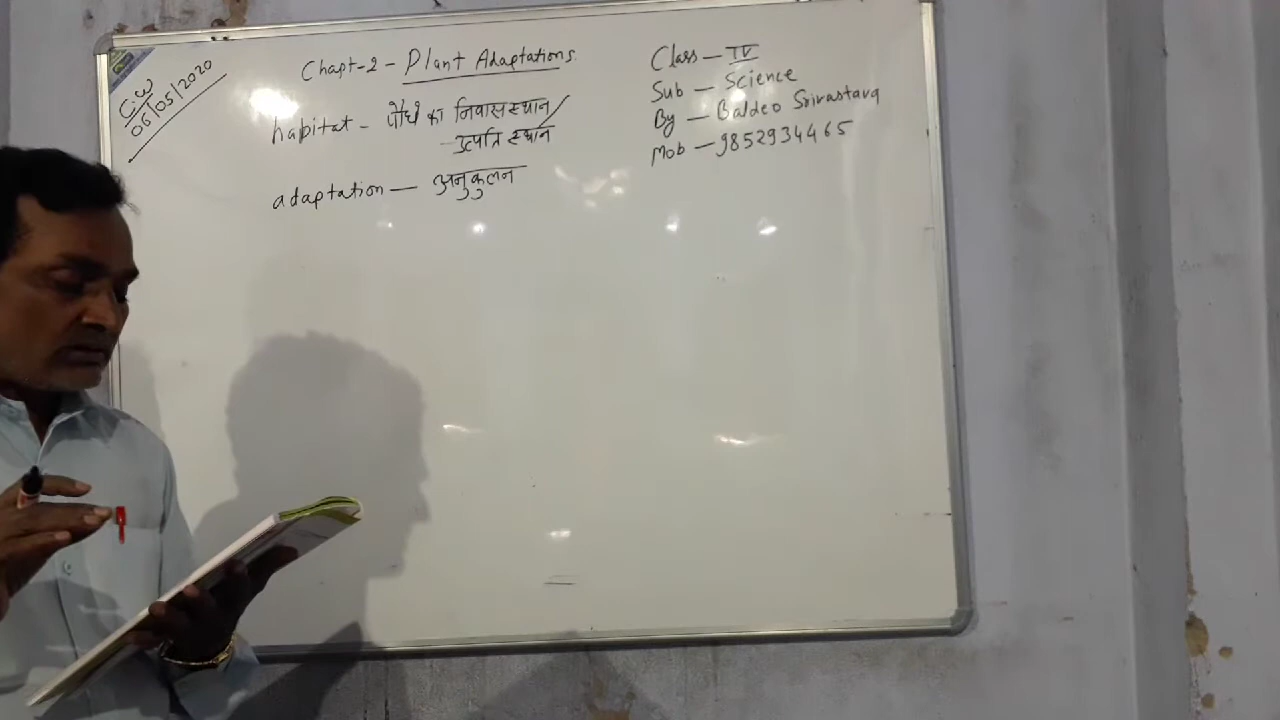 C.W
06/05/2020
Chapt-2 - Plant Adaptations.
habitat - पौधे का निवास स्थान/
- उत्पत्ति स्थान
adaptation — अनुकुलन
Class - IV
Sub - Science
By - Baldeo Srivastava
Mob - 9852934465